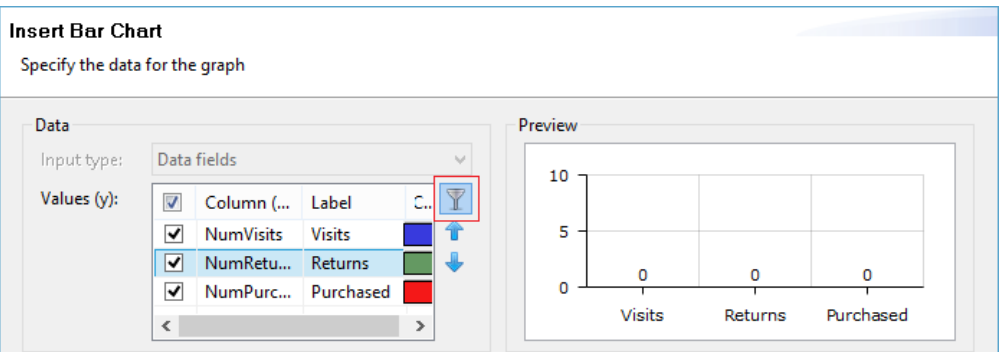 Insert Bar Chart
Specify the data for the graph
Data
Input type: Data fields
Values (y):
Column (... Label C..
NumVisits Visits
NumRetu... Returns
NumPurc... Purchased
Preview
10
5
0
0 0 0
Visits Returns Purchased